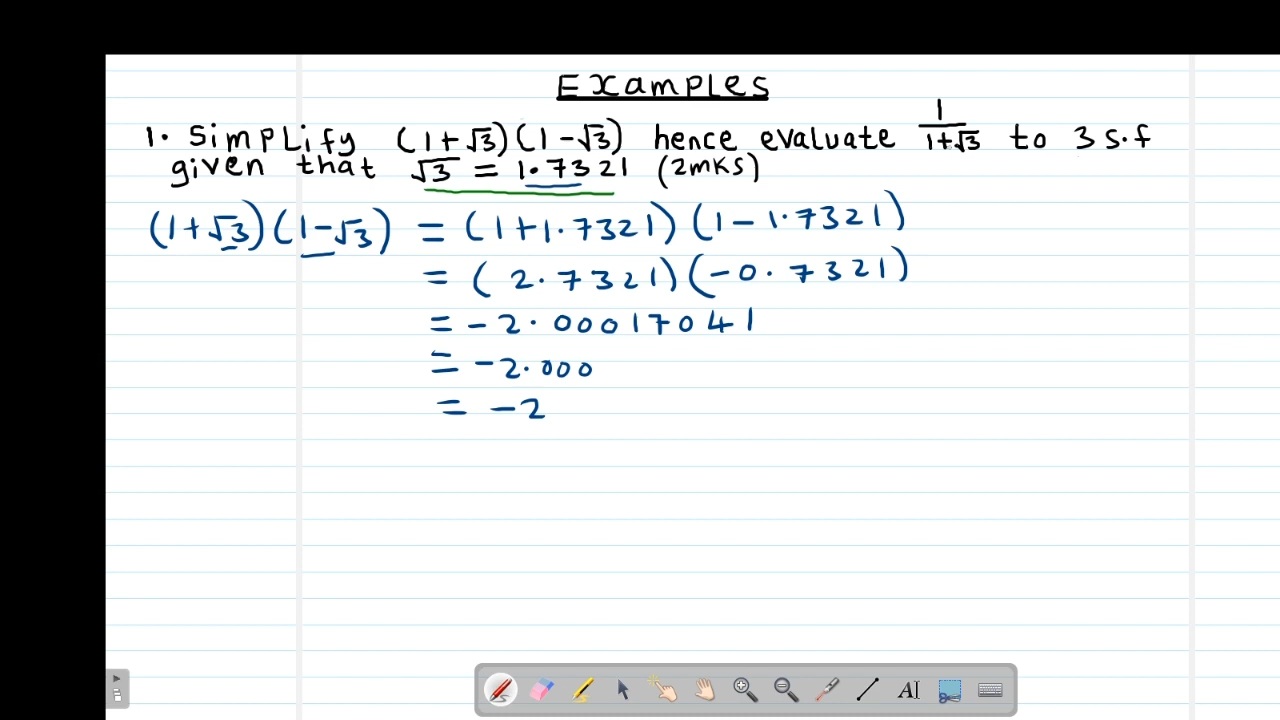 Examples
1. Simplify (1+√3)(1-√3) hence evaluate 1/(1+√3) to 3 s.f
given that √3 = 1.7321 (2mks)
(1+√3)(1-√3) = (1+1.7321)(1-1.7321)
= (2.7321)(-0.7321)
= -2.00017041
= -2.000
= -2
AI